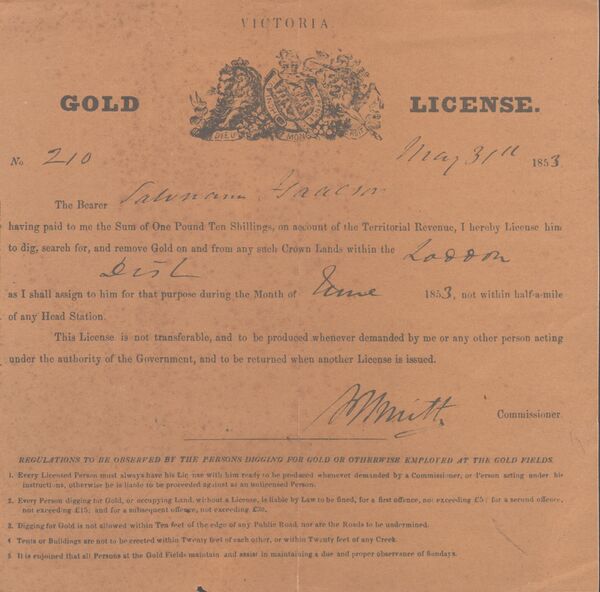 VICTORIA.
GOLD LICENSE.
DIEU ET MON DROIT
No 210 May 31st 1853.
The Bearer Isaacson
having paid to me the Sum of One Pound Ten Shillings, on account of the Territorial Revenue, I hereby License him
to dig, search for, and remove Gold on and from any such Crown Lands within the Loddon
Dist
as I shall assign to him for that purpose during the Month of June 1853, not within half-a-mile
of any Head Station.
This License is not transferable, and to be produced whenever demanded by me or any other person acting
under the authority of the Government, and to be returned when another License is issued.
Commissioner.
REGULATIONS TO BE OBSERVED BY THE PERSONS DIGGING FOR GOLD OR OTHERWISE EMPLOYED AT THE GOLD FIELDS.
1. Every Licensed Person must always have his License with him ready to be produced whenever demanded by a Commissioner, or Person acting under his
instructions, otherwise he is liable to be proceeded against as an unlicensed Person.
2. Every Person digging for Gold, or occupying Land, without a License, is liable by Law to be fined, for a first offence, not exceeding £5; for a second offence,
not exceeding £15; and for a subsequent offence, not exceeding £30.
3. Digging for Gold is not allowed within Ten feet of the edge of any Public Road, nor are the Roads to be undermined.
4 Tents or Buildings are not to be erected within Twenty feet of each other, or within Twenty feet of any Creek.
5 It is enjoined that all Persons at the Gold Fields maintain and assist in maintaining a due and proper observance of Sundays.